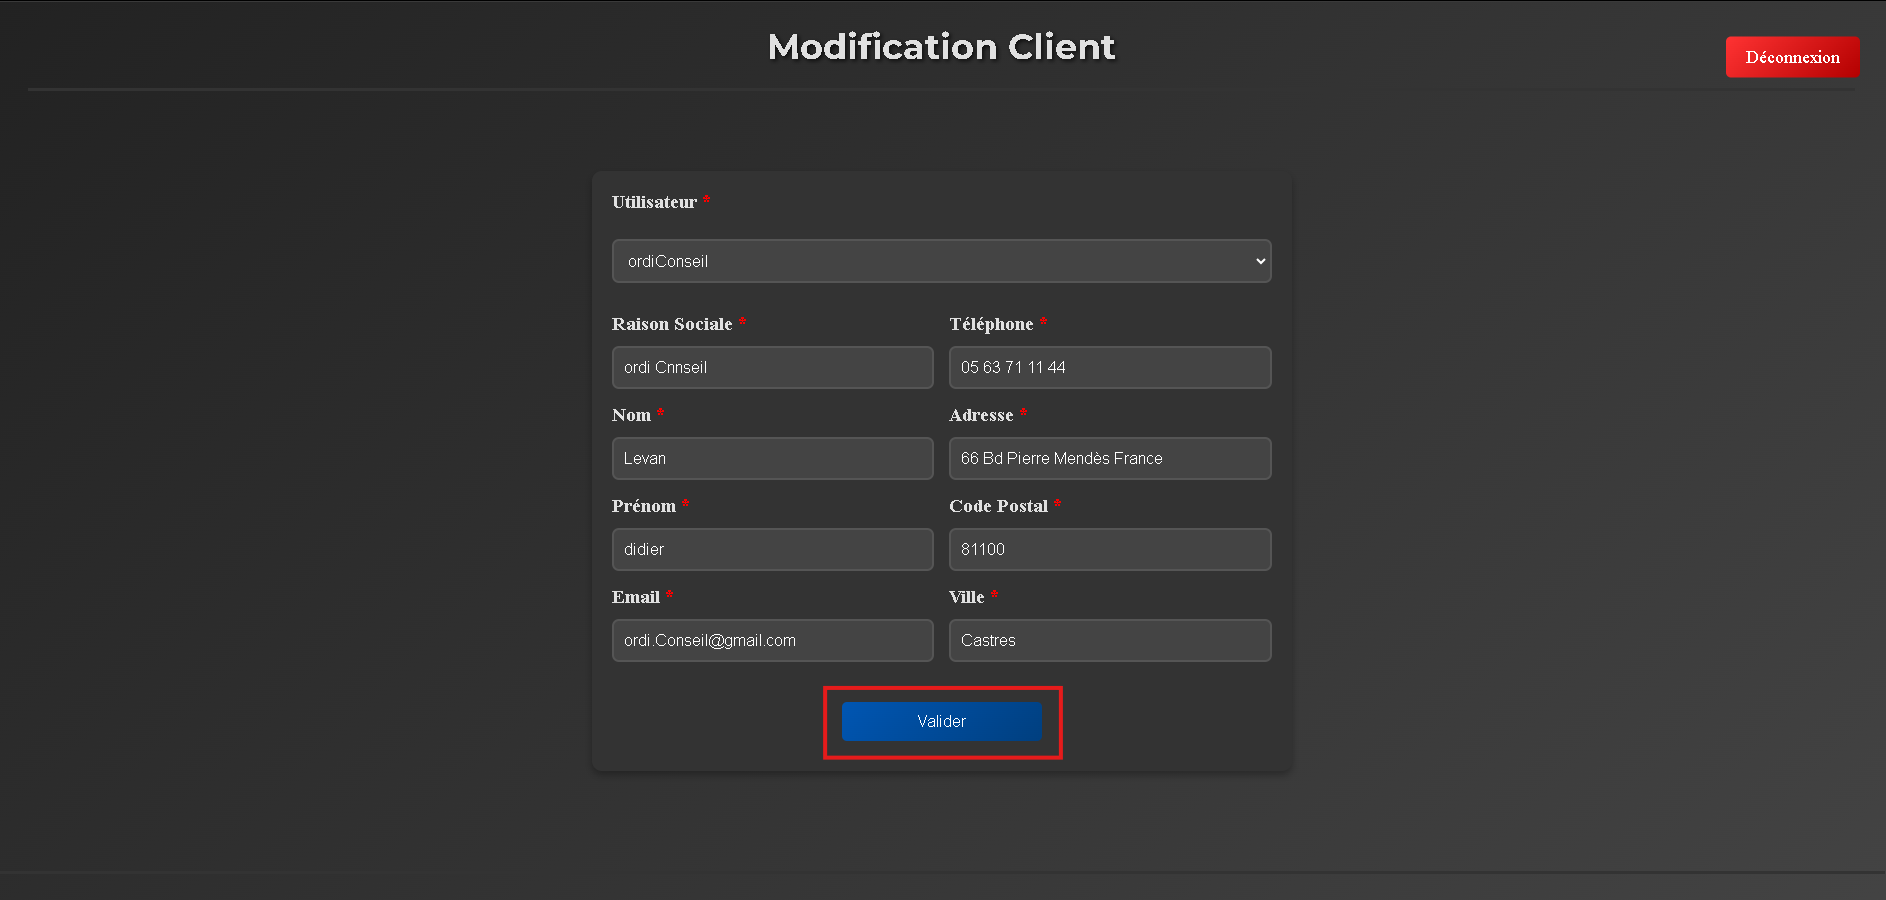 Modification Client
Déconnexion
Utilisateur *
ordiConseil
Raison Sociale * Téléphone *
ordi Cnnseil 05 63 71 11 44
Nom * Adresse *
Levan 66 Bd Pierre Mendès France
Prénom * Code Postal *
didier 81100
Email * Ville *
ordi.Conseil@gmail.com Castres
Valider